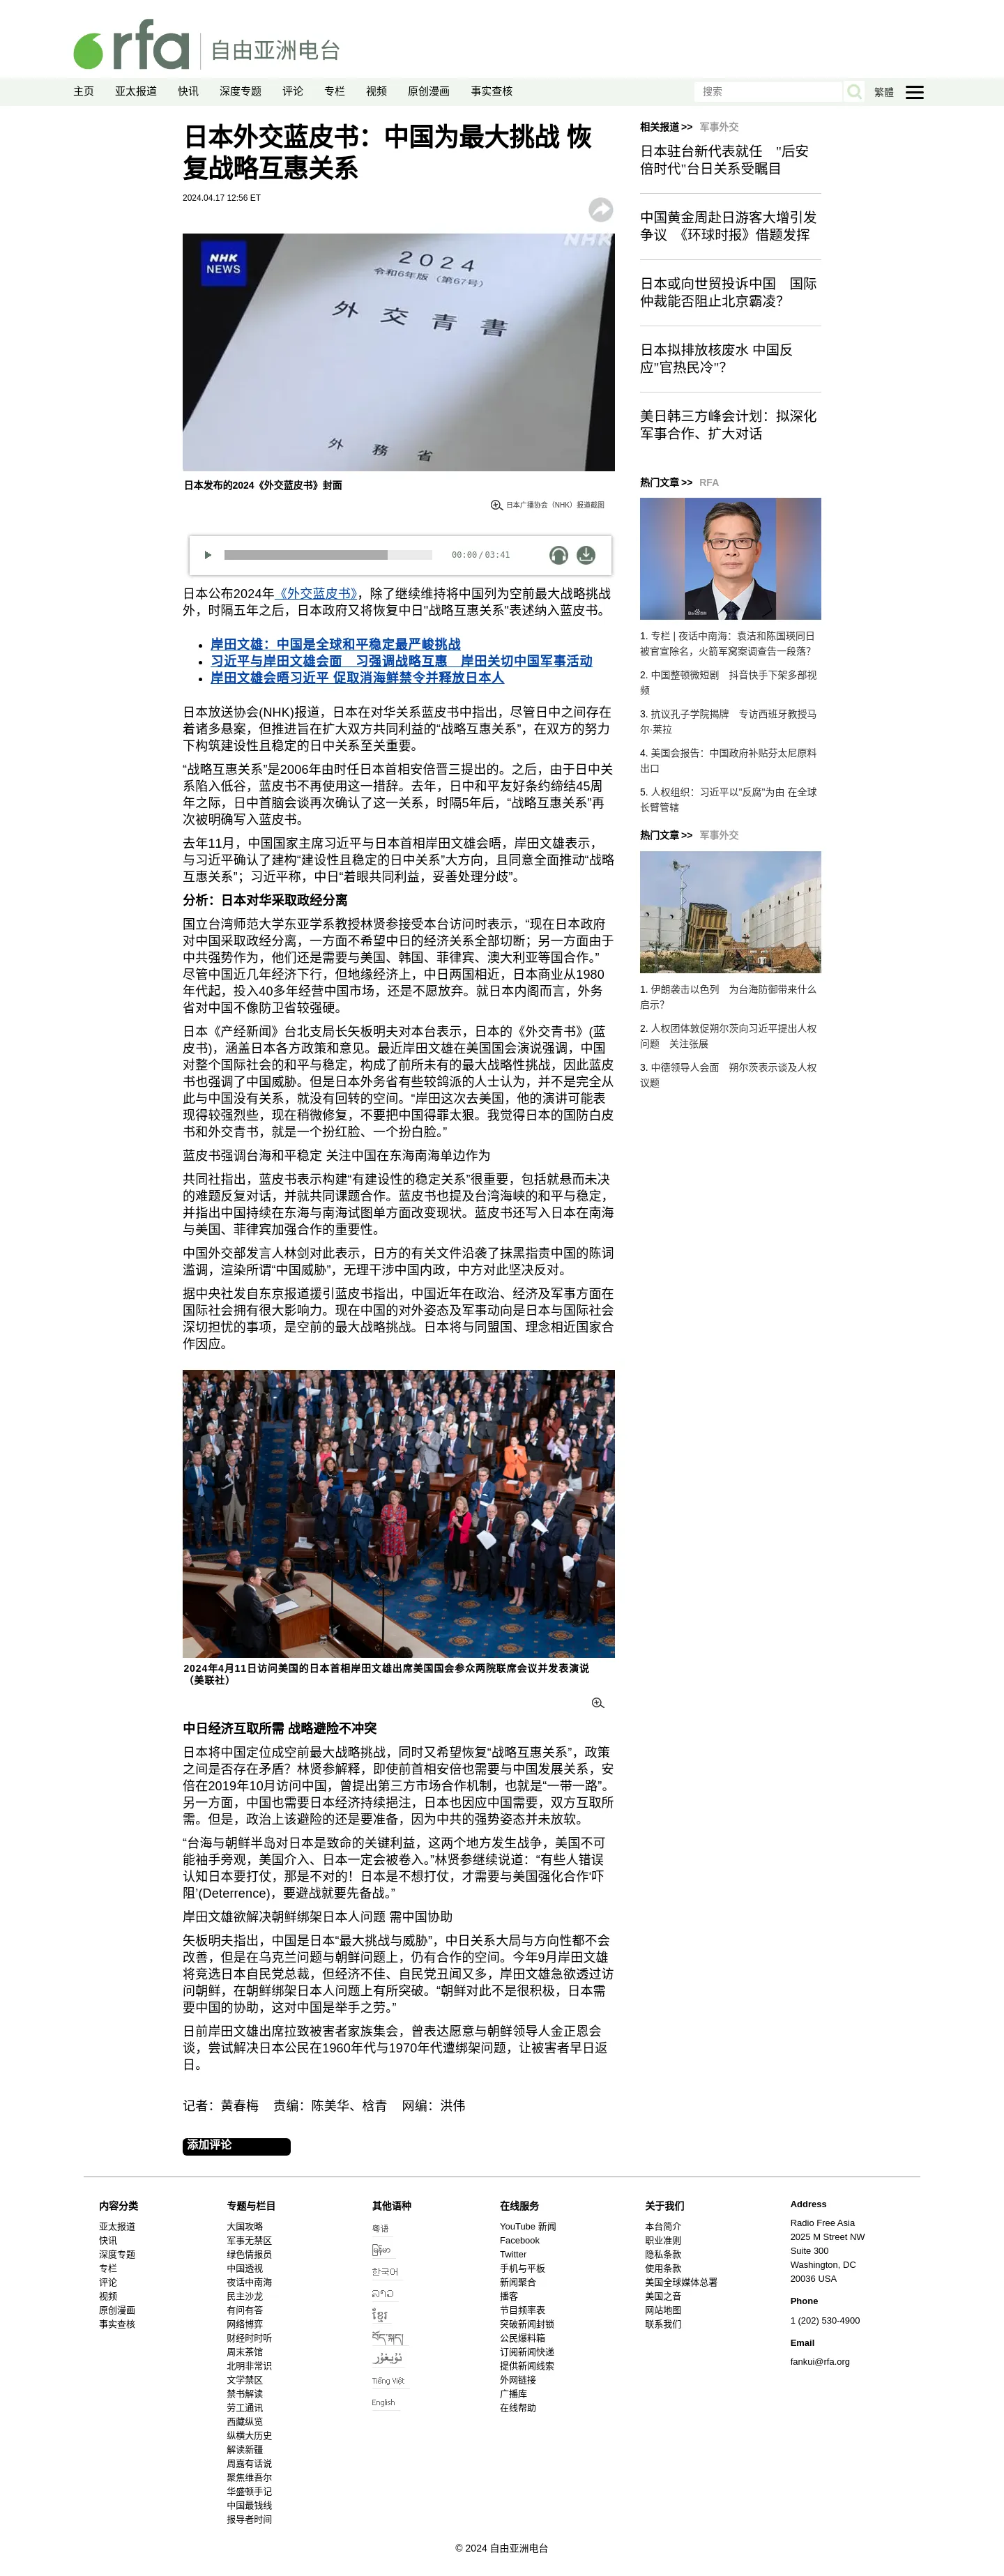 rfa 自由亚洲电台
主页 亚太报道 快讯 深度专题 评论 专栏 视频 原创漫画 事实查核 搜索 繁體
日本外交蓝皮书：中国为最大挑战 恢
复战略互惠关系
2024.04.17 12:56 ET
NHK
NHK
NEWS
2024
令和6年版（第67号）
外交青書
外務省
日本发布的2024《外交蓝皮书》封面
日本广播协会（NHK）报道截图
00:00 / 03:41
日本公布2024年《外交蓝皮书》，除了继续维持将中国列为空前最大战略挑战
外，时隔五年之后，日本政府又将恢复中日"战略互惠关系"表述纳入蓝皮书。
岸田文雄：中国是全球和平稳定最严峻挑战
习近平与岸田文雄会面　习强调战略互惠　岸田关切中国军事活动
岸田文雄会晤习近平 促取消海鲜禁令并释放日本人
日本放送协会(NHK)报道，日本在对华关系蓝皮书中指出，尽管日中之间存在
着诸多悬案，但推进旨在扩大双方共同利益的“战略互惠关系”，在双方的努力
下构筑建设性且稳定的日中关系至关重要。
“战略互惠关系”是2006年由时任日本首相安倍晋三提出的。之后，由于日中关
系陷入低谷，蓝皮书不再使用这一措辞。去年，日中和平友好条约缔结45周
年之际，日中首脑会谈再次确认了这一关系，时隔5年后，“战略互惠关系”再
次被明确写入蓝皮书。
去年11月，中国国家主席习近平与日本首相岸田文雄会晤，岸田文雄表示，
与习近平确认了建构“建设性且稳定的日中关系”大方向，且同意全面推动“战略
互惠关系”；习近平称，中日“着眼共同利益，妥善处理分歧”。
分析：日本对华采取政经分离
国立台湾师范大学东亚学系教授林贤参接受本台访问时表示，“现在日本政府
对中国采取政经分离，一方面不希望中日的经济关系全部切断；另一方面由于
中共强势作为，他们还是需要与美国、韩国、菲律宾、澳大利亚等国合作。”
尽管中国近几年经济下行，但地缘经济上，中日两国相近，日本商业从1980
年代起，投入40多年经营中国市场，还是不愿放弃。就日本内阁而言，外务
省对中国不像防卫省较强硬。
日本《产经新闻》台北支局长矢板明夫对本台表示，日本的《外交青书》(蓝
皮书)，涵盖日本各方政策和意见。最近岸田文雄在美国国会演说强调，中国
对整个国际社会的和平与稳定，构成了前所未有的最大战略性挑战，因此蓝皮
书也强调了中国威胁。但是日本外务省有些较鸽派的人士认为，并不是完全从
此与中国没有关系，就没有回转的空间。“岸田这次去美国，他的演讲可能表
现得较强烈些，现在稍微修复，不要把中国得罪太狠。我觉得日本的国防白皮
书和外交青书，就是一个扮红脸、一个扮白脸。”
蓝皮书强调台海和平稳定 关注中国在东海南海单边作为
共同社指出，蓝皮书表示构建“有建设性的稳定关系”很重要，包括就悬而未决
的难题反复对话，并就共同课题合作。蓝皮书也提及台湾海峡的和平与稳定，
并指出中国持续在东海与南海试图单方面改变现状。蓝皮书还写入日本在南海
与美国、菲律宾加强合作的重要性。
中国外交部发言人林剑对此表示，日方的有关文件沿袭了抹黑指责中国的陈词
滥调，渲染所谓“中国威胁”，无理干涉中国内政，中方对此坚决反对。
据中央社发自东京报道援引蓝皮书指出，中国近年在政治、经济及军事方面在
国际社会拥有很大影响力。现在中国的对外姿态及军事动向是日本与国际社会
深切担忧的事项，是空前的最大战略挑战。日本将与同盟国、理念相近国家合
作因应。
2024年4月11日访问美国的日本首相岸田文雄出席美国国会参众两院联席会议并发表演说
（美联社）
中日经济互取所需 战略避险不冲突
日本将中国定位成空前最大战略挑战，同时又希望恢复“战略互惠关系”，政策
之间是否存在矛盾？林贤参解释，即使前首相安倍也需要与中国发展关系，安
倍在2019年10月访问中国，曾提出第三方市场合作机制，也就是“一带一路”。
另一方面，中国也需要日本经济持续挹注，日本也因应中国需要，双方互取所
需。但是，政治上该避险的还是要准备，因为中共的强势姿态并未放软。
“台海与朝鲜半岛对日本是致命的关键利益，这两个地方发生战争，美国不可
能袖手旁观，美国介入、日本一定会被卷入。”林贤参继续说道：“有些人错误
认知日本要打仗，那是不对的！日本是不想打仗，才需要与美国强化合作‘吓
阻’(Deterrence)，要避战就要先备战。”
岸田文雄欲解决朝鲜绑架日本人问题 需中国协助
矢板明夫指出，中国是日本“最大挑战与威胁”，中日关系大局与方向性都不会
改善，但是在乌克兰问题与朝鲜问题上，仍有合作的空间。今年9月岸田文雄
将竞选日本自民党总裁，但经济不佳、自民党丑闻又多，岸田文雄急欲透过访
问朝鲜，在朝鲜绑架日本人问题上有所突破。“朝鲜对此不是很积极，日本需
要中国的协助，这对中国是举手之劳。”
日前岸田文雄出席拉致被害者家族集会，曾表达愿意与朝鲜领导人金正恩会
谈，尝试解决日本公民在1960年代与1970年代遭绑架问题，让被害者早日返
日。
记者：黄春梅　责编：陈美华、梒青　网编：洪伟
添加评论
相关报道 >> 军事外交
日本驻台新代表就任　"后安
倍时代"台日关系受瞩目
中国黄金周赴日游客大增引发
争议　《环球时报》借题发挥
日本或向世贸投诉中国　国际
仲裁能否阻止北京霸凌？
日本拟排放核废水 中国反
应"官热民冷"？
美日韩三方峰会计划：拟深化
军事合作、扩大对话
热门文章 >> RFA
1. 专栏 | 夜话中南海：袁洁和陈国瑛同日
被官宣除名，火箭军窝案调查告一段落？
2. 中国整顿微短剧　抖音快手下架多部视
频
3. 抗议孔子学院揭牌　专访西班牙教授马
尔·莱拉
4. 美国会报告：中国政府补贴芬太尼原料
出口
5. 人权组织：习近平以"反腐"为由 在全球
长臂管辖
热门文章 >> 军事外交
1. 伊朗袭击以色列　为台海防御带来什么
启示？
2. 人权团体敦促朔尔茨向习近平提出人权
问题　关注张展
3. 中德领导人会面　朔尔茨表示谈及人权
议题
内容分类
亚太报道
快讯
深度专题
专栏
评论
视频
原创漫画
事实查核
专题与栏目
大国攻略
军事无禁区
绿色情报员
中国透视
夜话中南海
民主沙龙
有问有答
网络博弈
财经时时听
周末茶馆
北明非常识
文学禁区
禁书解读
劳工通讯
西藏纵览
纵横大历史
解读新疆
周嘉有话说
聚焦维吾尔
华盛顿手记
中国最钱线
报导者时间
其他语种
粤语
မြန်မာ
한국어
ລາວ
ខ្មែរ
བོད་སྐད།
ئۇيغۇر
Tiếng Việt
English
在线服务
YouTube 新闻
Facebook
Twitter
手机与平板
新闻聚合
播客
节目频率表
突破新闻封锁
公民爆料箱
订阅新闻快递
提供新闻线索
外网链接
广播库
在线帮助
关于我们
本台简介
职业准则
隐私条款
使用条款
美国全球媒体总署
美国之音
网站地图
联系我们
Address
Radio Free Asia
2025 M Street NW
Suite 300
Washington, DC
20036 USA
Phone
1 (202) 530-4900
Email
fankui@rfa.org
© 2024 自由亚洲电台